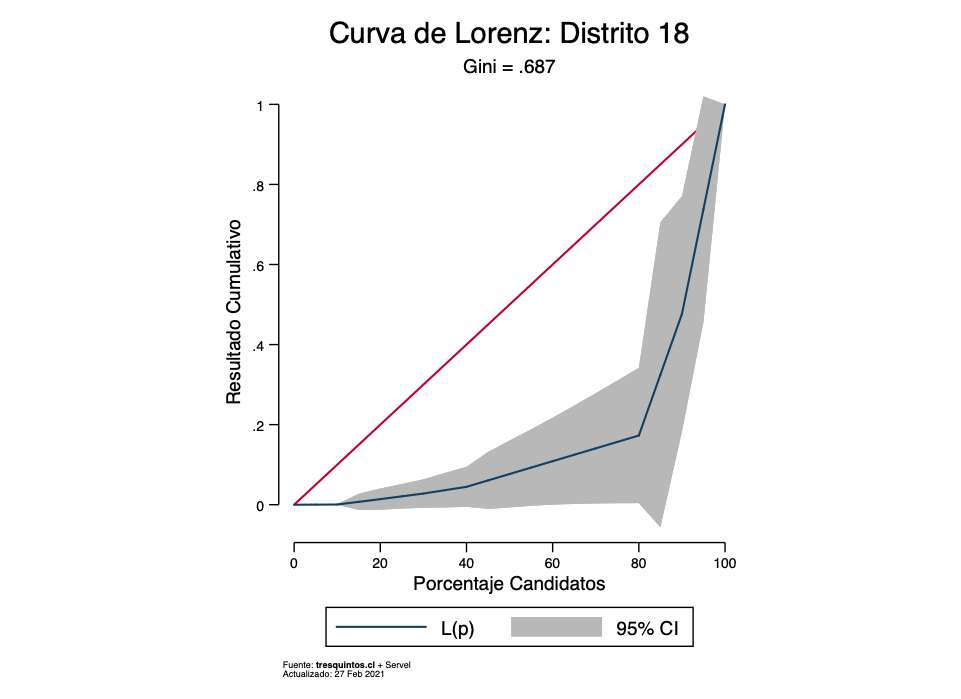 Curva de Lorenz: Distrito 18
Gini = .687
Resultado Cumulativo
1
.8
.6
.4
.2
0
0 20 40 60 80 100
Porcentaje Candidatos
L(p) 95% CI
Fuente: tresquintos.cl + Servel
Actualizado: 27 Feb 2021